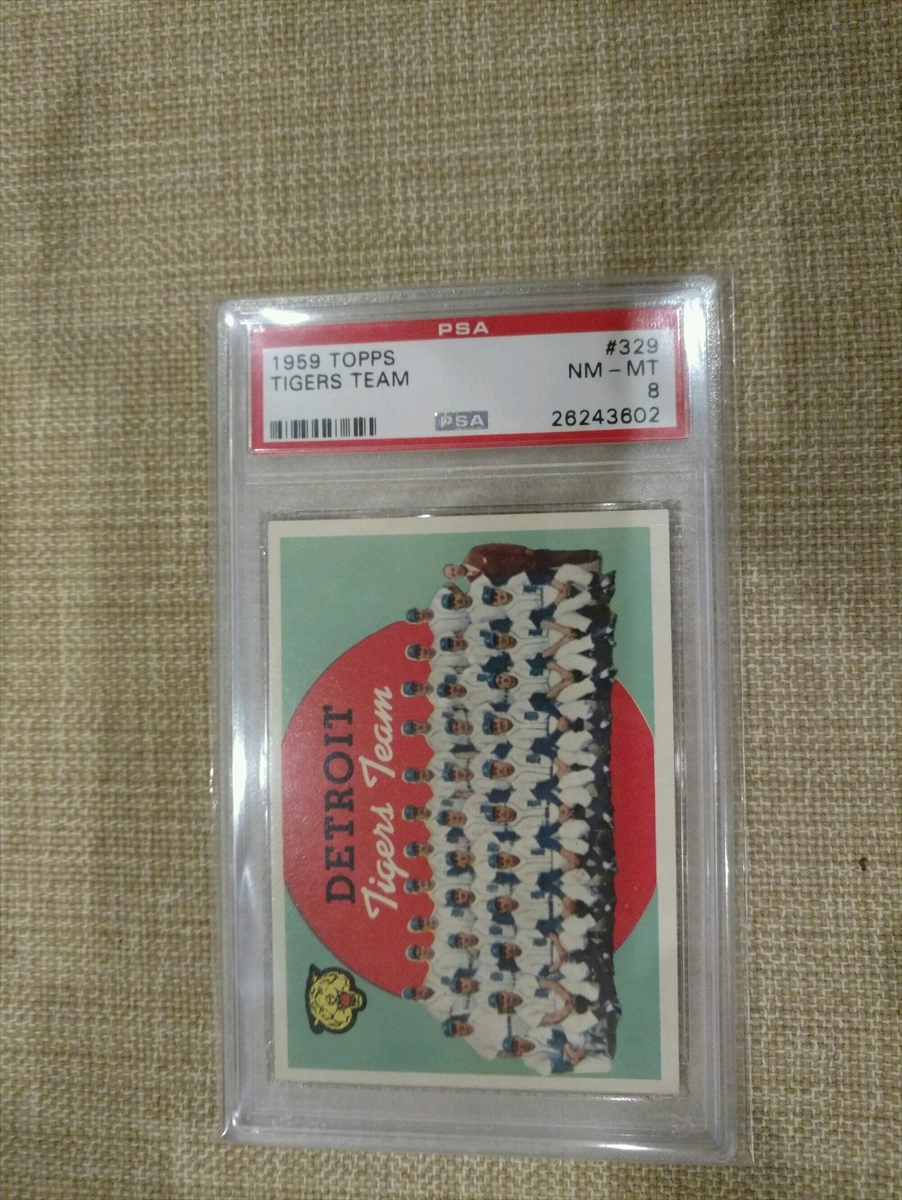 PSA
1959 TOPPS #329
TIGERS TEAM NM - MT
8
PSA 26243602
DETROIT
Tigers Team